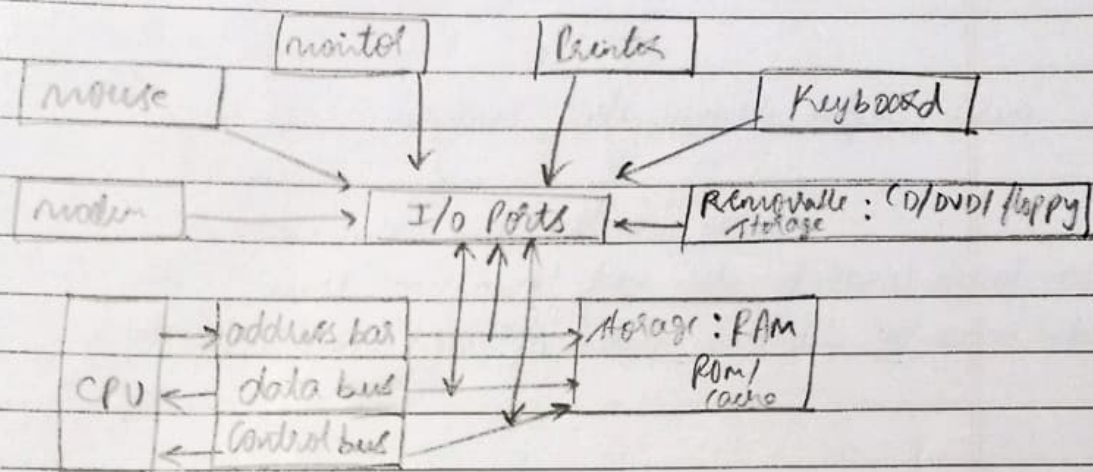 monitor Printer
mouse Keyboard
modem I/O Ports Removable : CD/DVD/ floppy
storage
address bas storage : RAM
CPU data bus ROM/
cache
Control bus